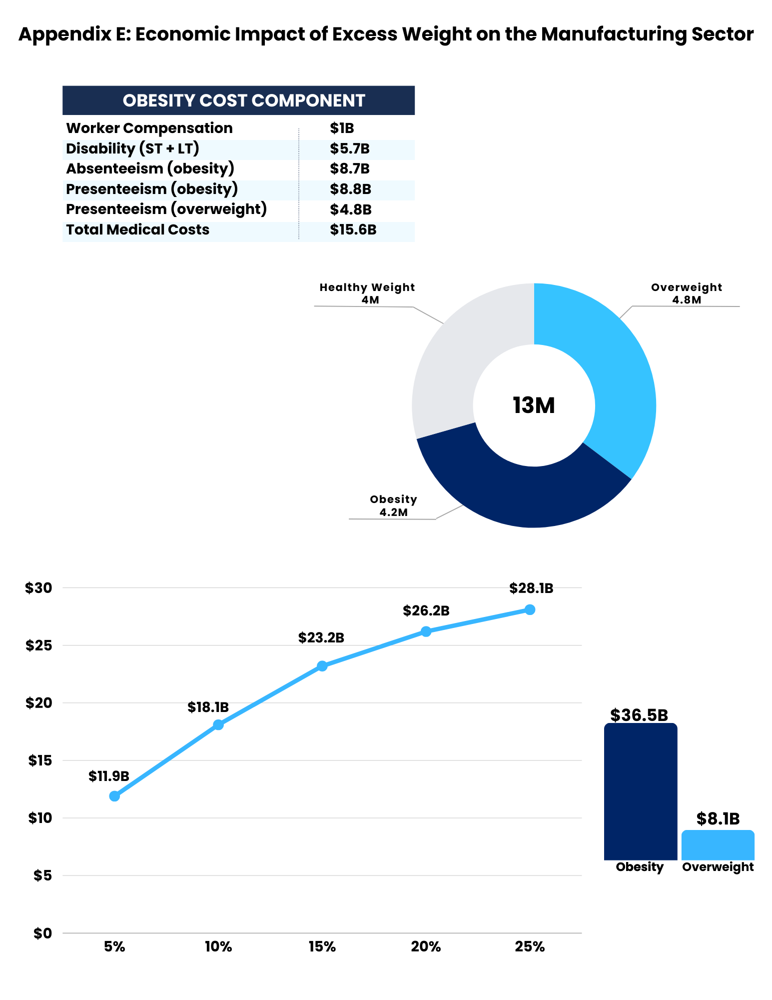 Appendix E: Economic Impact of Excess Weight on the Manufacturing Sector
OBESITY COST COMPONENT
Worker Compensation $1B
Disability (ST + LT) $5.7B
Absenteeism (obesity) $8.7B
Presenteeism (obesity) $8.8B
Presenteeism (overweight) $4.8B
Total Medical Costs $15.6B
Healthy Weight
4M
Overweight
4.8M
13M
Obesity
4.2M
$30
$25
$20
$15
$10
$5
$0
$11.9B
$18.1B
$23.2B
$26.2B
$28.1B
5% 10% 15% 20% 25%
$36.5B
$8.1B
Obesity Overweight